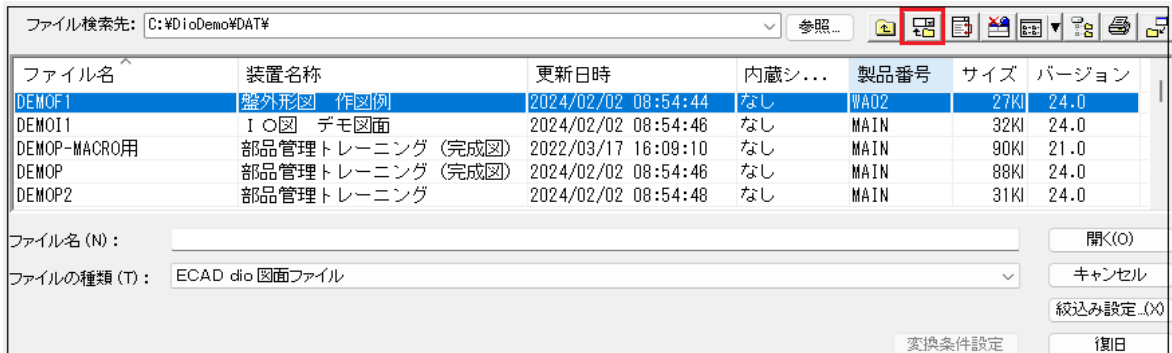 ファイル検索先: C:¥DioDemo¥DAT¥ 参照...
ファイル名 装置名称 更新日時 内蔵シ... 製品番号 サイズ バージョン
DEMOF1 盤外形図 作図例 2024/02/02 08:54:44 なし WA02 27KI 24.0
DEMOI1 IO図 デモ図面 2024/02/02 08:54:46 なし MAIN 32KI 24.0
DEMOP-MACRO用 部品管理トレーニング (完成図) 2022/03/17 16:09:10 なし MAIN 90KI 21.0
DEMOP 部品管理トレーニング (完成図) 2024/02/02 08:54:46 なし MAIN 88KI 24.0
DEMOP2 部品管理トレーニング 2024/02/02 08:54:48 なし MAIN 31KI 24.0
ファイル名(N): 開く(O)
ファイルの種類(T): ECAD dio 図面ファイル キャンセル
絞込み設定...(X)
変換条件設定 復旧